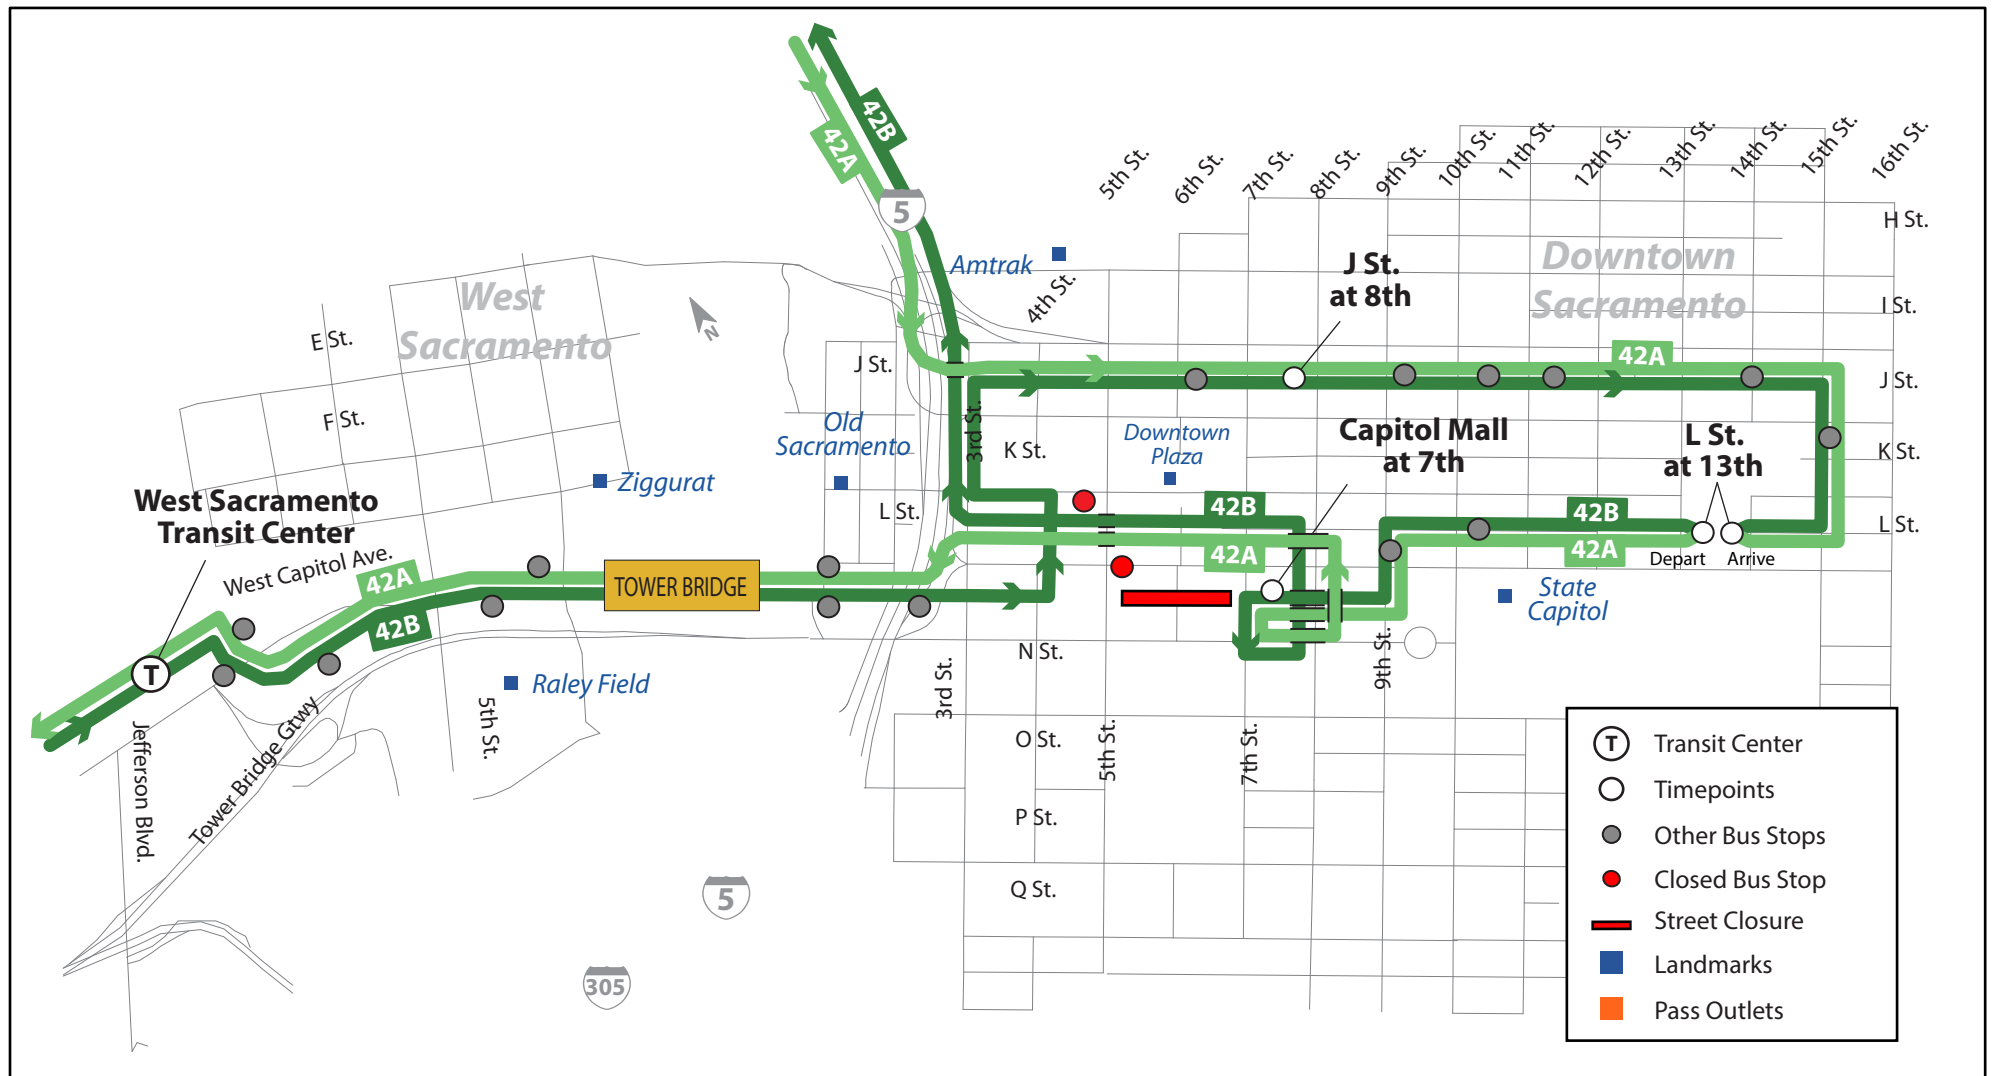 42B
42A
5
5th St.
6th St.
7th St.
8th St.
9th St.
10th St.
11th St.
12th St.
13th St.
14th St.
15th St.
16th St.
H St.
Amtrak
4th St.
J St.
at 8th
Downtown
Sacramento
I St.
West
Sacramento
E St.
F St.
J St.
42A
J St.
Old
Sacramento
3rd St.
K St.
Downtown
Plaza
Capitol Mall
at 7th
L St.
at 13th
K St.
Ziggurat
West Sacramento
Transit Center
L St.
42B
42B
L St.
42A
42A
Depart
Arrive
West Capitol Ave.
42A
TOWER BRIDGE
State
Capitol
42B
T
N St.
9th St.
3rd St.
Raley Field
5th St.
Jefferson Blvd.
Tower Bridge Gtwy
O St.
5th St.
7th St.
P St.
Q St.
5
305
N
T
Transit Center
Timepoints
Other Bus Stops
Closed Bus Stop
Street Closure
Landmarks
Pass Outlets